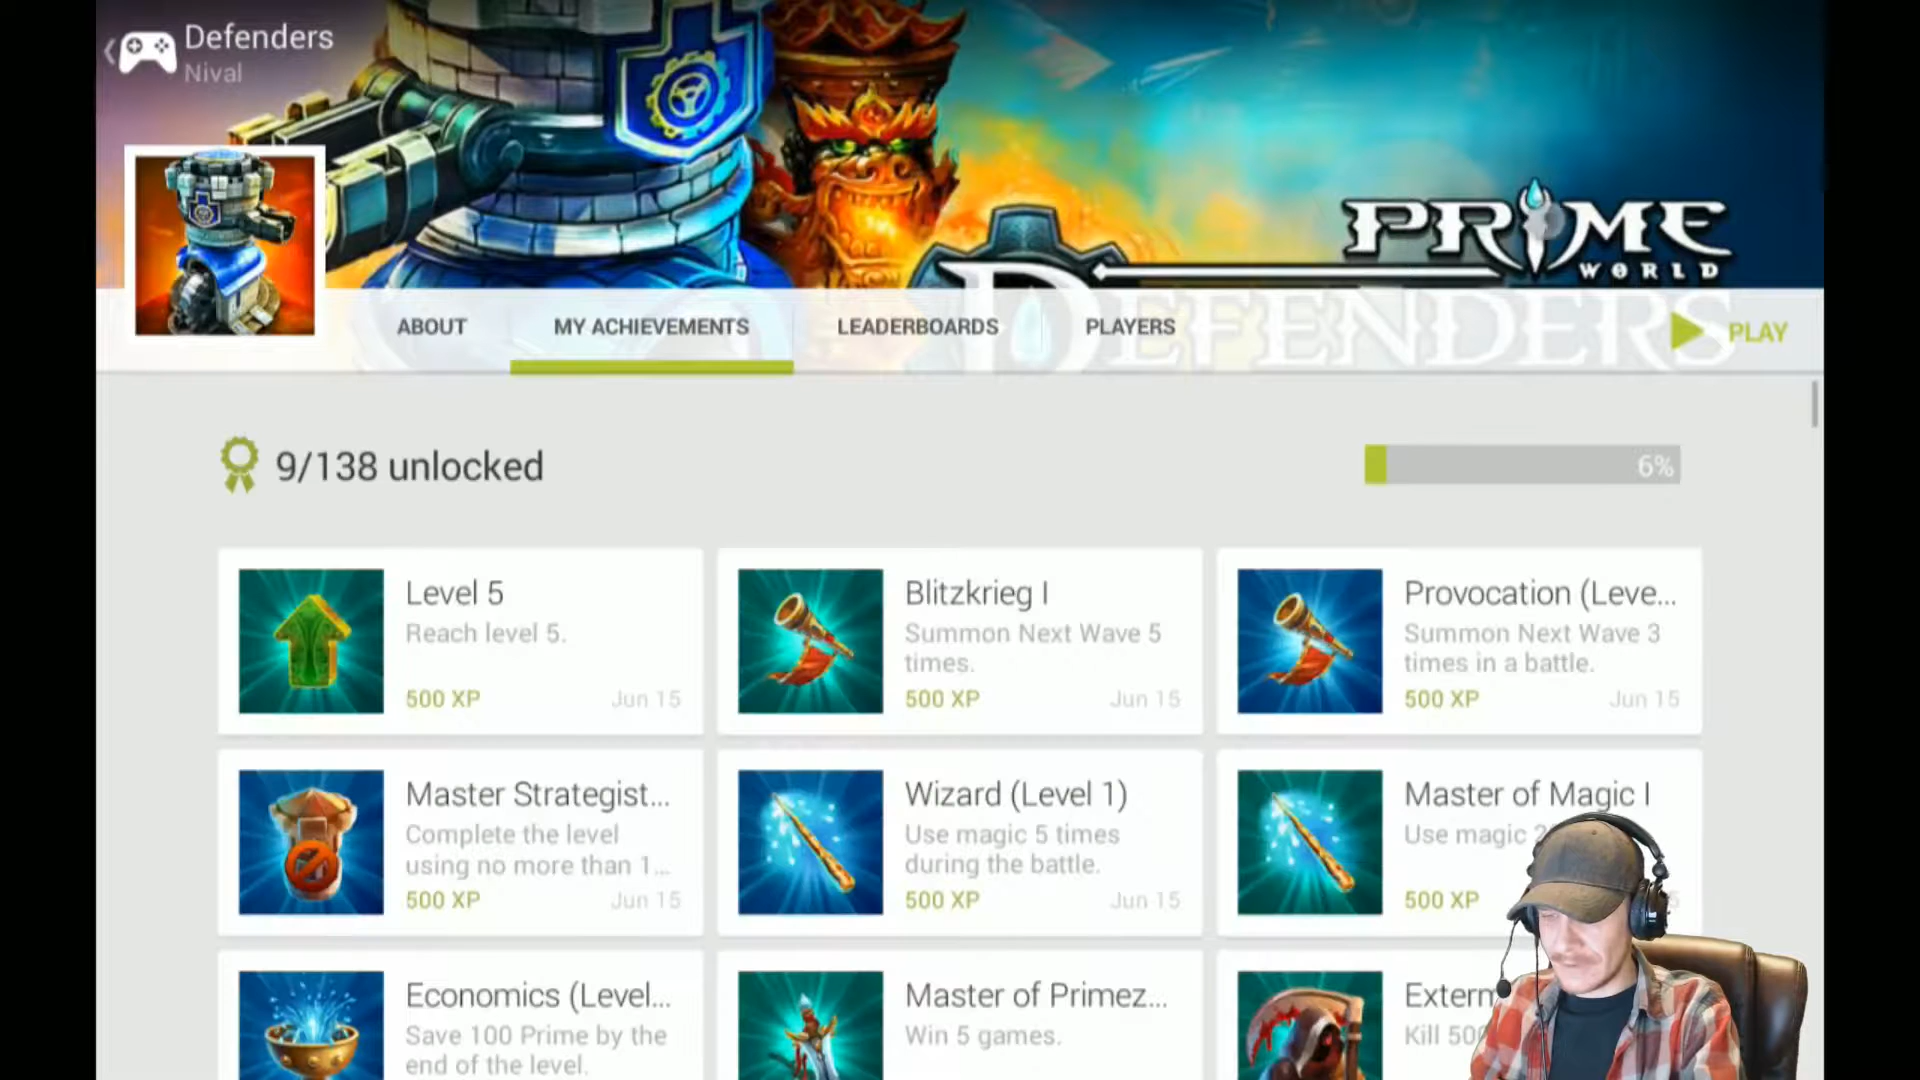 Defenders
Nival
PRIME
WORLD
DEFENDERS
ABOUT
MY ACHIEVEMENTS
LEADERBOARDS
PLAYERS
PLAY
9/138 unlocked
6%
Level 5
Reach level 5.
500 XP
Jun 15
Blitzkrieg I
Summon Next Wave 5
times.
500 XP
Jun 15
Provocation (Leve...
Summon Next Wave 3
times in a battle.
500 XP
Jun 15
Master Strategist...
Complete the level
using no more than 1...
500 XP
Jun 15
Wizard (Level 1)
Use magic 5 times
during the battle.
500 XP
Jun 15
Master of Magic I
Use magic
500 XP
Economics (Level...
Save 100 Prime by the
end of the level.
Master of Primez...
Win 5 games.
Kill